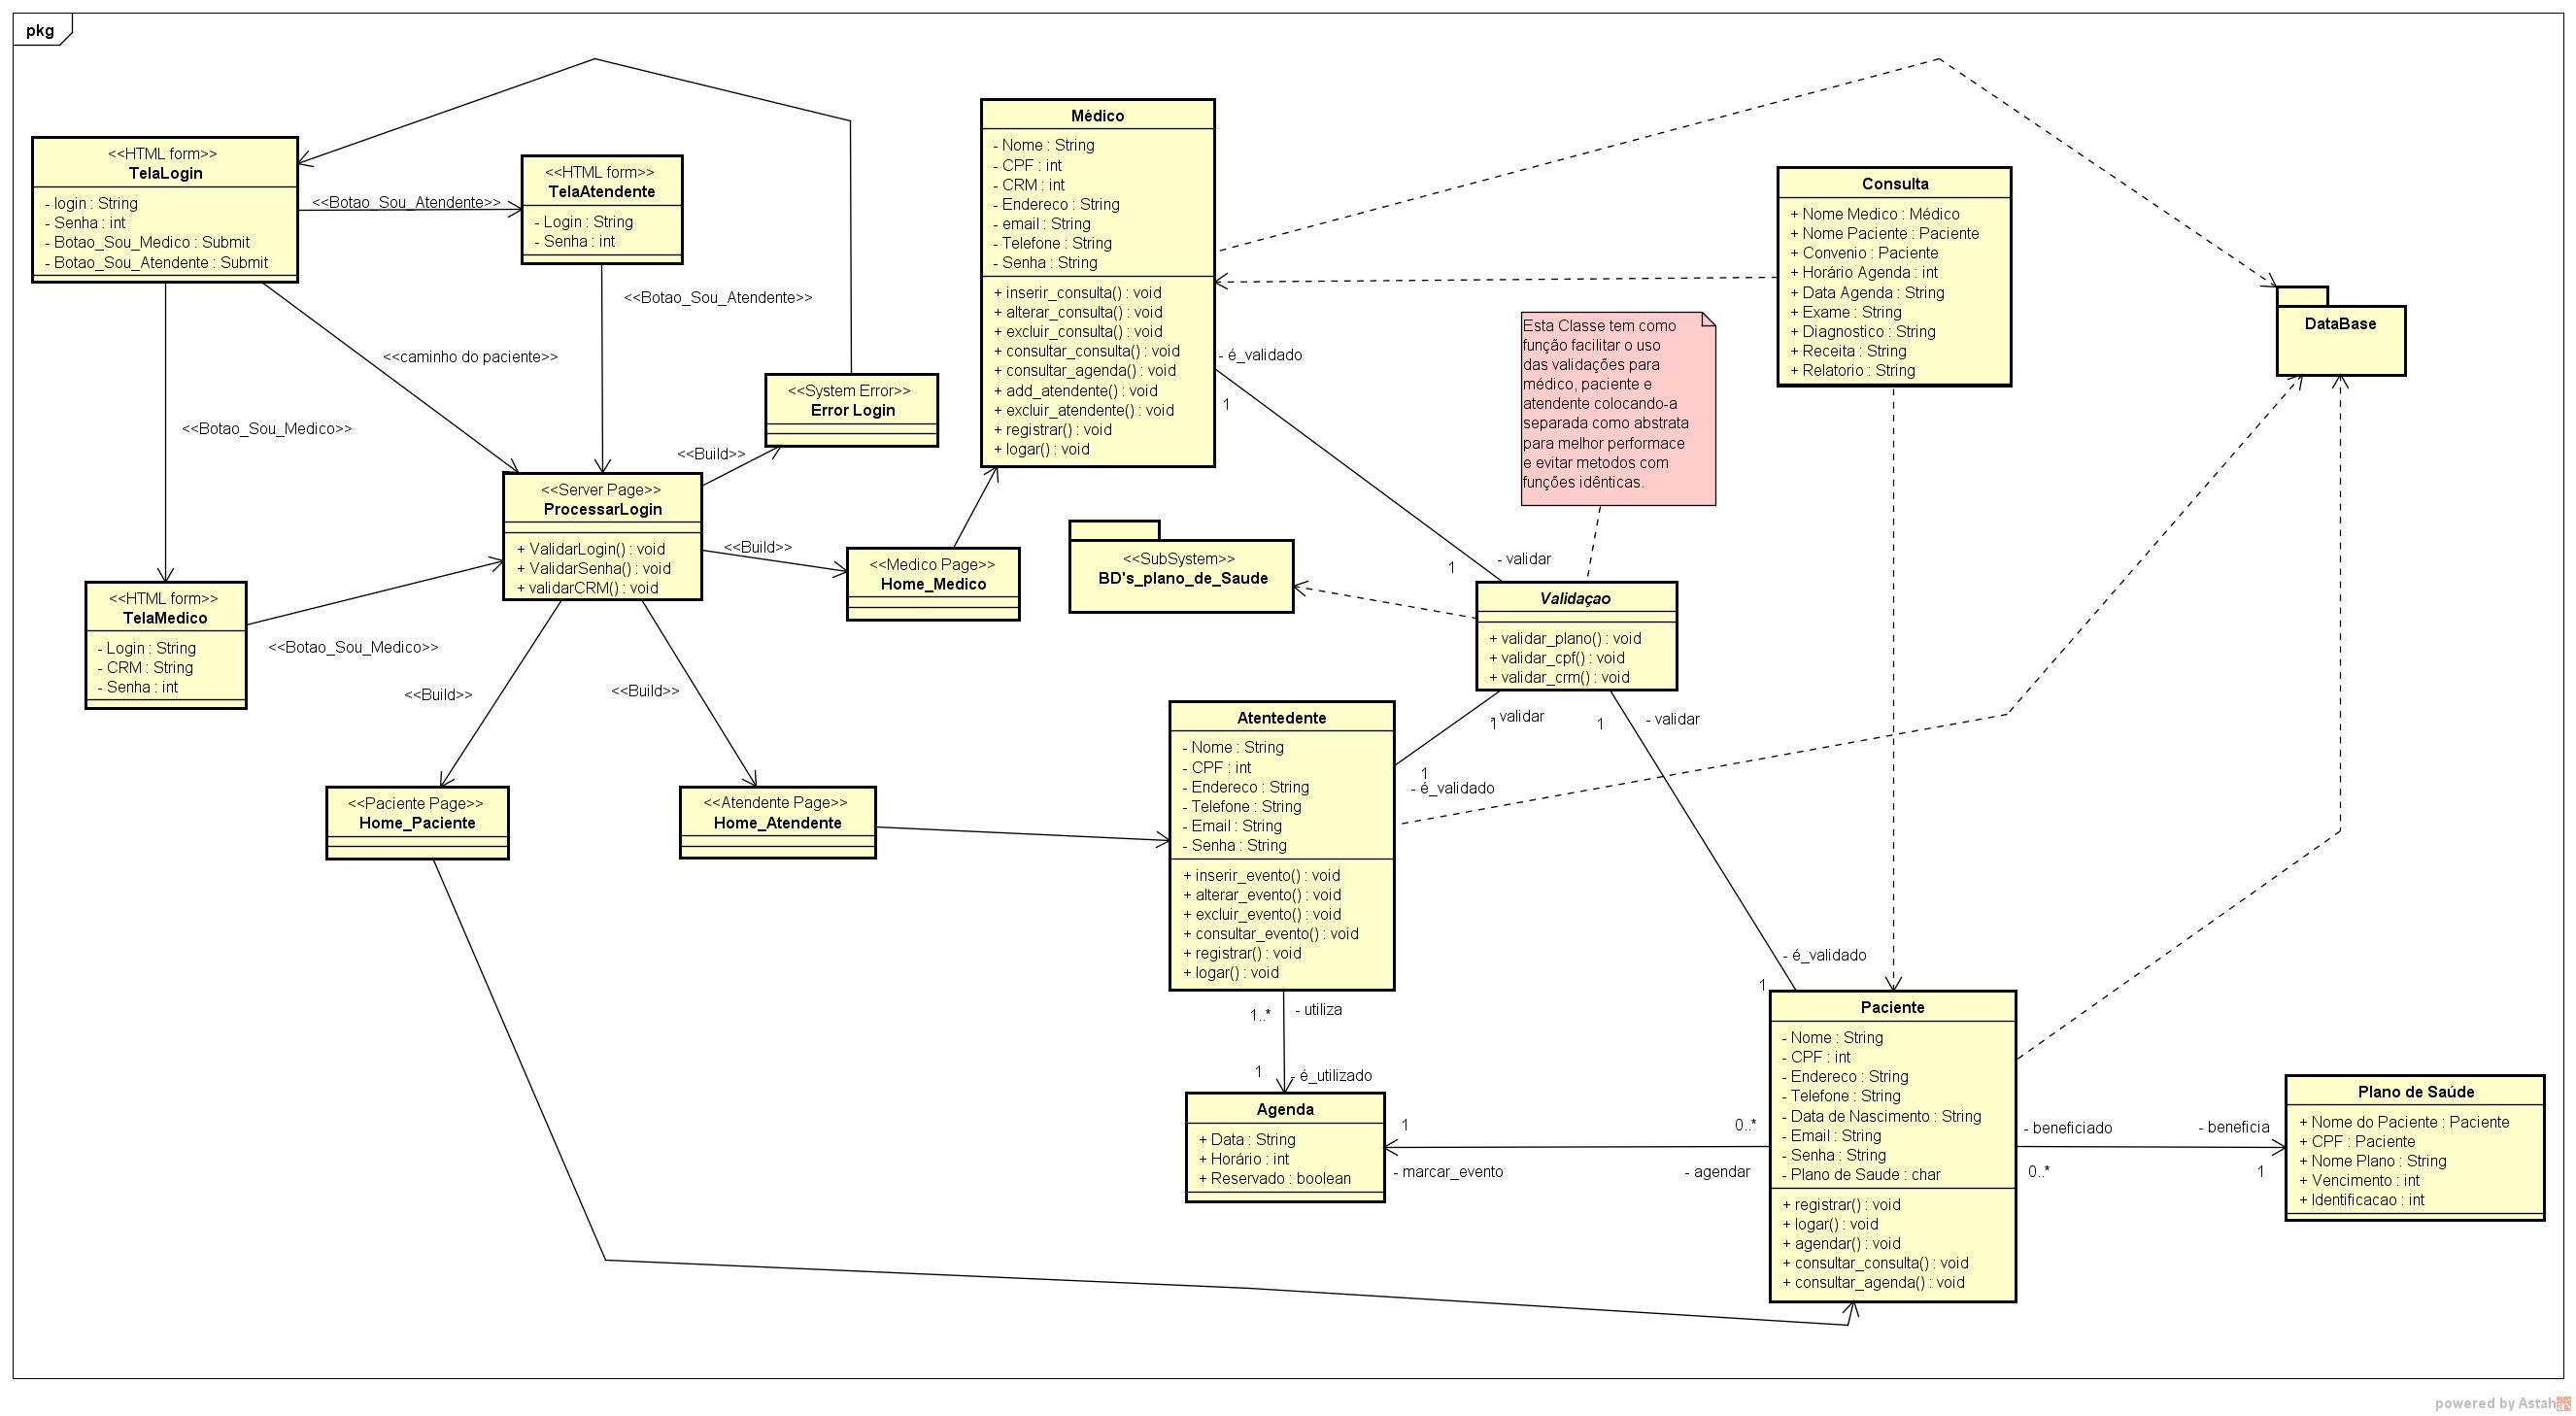 pkg
<<HTML form>>
TelaLogin
- login : String
- Senha : int
- Botao_Sou_Medico : Submit
- Botao_Sou_Atendente : Submit
<<Botao_Sou_Atendente>>
<<HTML form>>
TelaAtendente
- Login : String
- Senha : int
<<Botao_Sou_Atendente>>
<<caminho do paciente>>
<<Botao_Sou_Medico>>
<<System Error>>
Error Login
<<Build>>
<<Server Page>>
ProcessarLogin
+ ValidarLogin() : void
+ ValidarSenha() : void
+ validarCRM() : void
<<Build>>
<<Medico Page>>
Home_Medico
<<HTML form>>
TelaMedico
- Login : String
- CRM : String
- Senha : int
<<Botao_Sou_Medico>>
<<Build>>
<<Build>>
<<Paciente Page>>
Home_Paciente
<<Atendente Page>>
Home_Atendente
Médico
- Nome : String
- CPF : int
- CRM : int
- Endereco : String
- email : String
- Telefone : String
- Senha : String
+ inserir_consulta() : void
+ alterar_consulta() : void
+ excluir_consulta() : void
+ consultar_consulta() : void
+ consultar_agenda() : void
+ add_atendente() : void
+ excluir_atendente() : void
+ registrar() : void
+ logar() : void
- é_validado
1
Esta Classe tem como
função facilitar o uso
das validações para
médico, paciente e
atendente colocando-a
separada como abstrata
para melhor performace
e evitar metodos com
funções idênticas.
Consulta
+ Nome Medico : Médico
+ Nome Paciente : Paciente
+ Convenio : Paciente
+ Horário Agenda : int
+ Data Agenda : String
+ Exame : String
+ Diagnostico : String
+ Receita : String
+ Relatorio : String
DataBase
<<SubSystem>>
BD's_plano_de_Saude
- validar
1
Validaçao
+ validar_plano() : void
+ validar_cpf() : void
+ validar_crm() : void
- validar
1
1
- validar
1
- é_validado
Atentedente
- Nome : String
- CPF : int
- Endereco : String
- Telefone : String
- Email : String
- Senha : String
+ inserir_evento() : void
+ alterar_evento() : void
+ excluir_evento() : void
+ consultar_evento() : void
+ registrar() : void
+ logar() : void
1..*
- utiliza
1
- é_utilizado
Agenda
+ Data : String
+ Horário : int
+ Reservado : boolean
1
- marcar_evento
0..*
- agendar
- é_validado
1
Paciente
- Nome : String
- CPF : int
- Endereco : String
- Telefone : String
- Data de Nascimento : String
- Email : String
- Senha : String
- Plano de Saude : char
+ registrar() : void
+ logar() : void
+ agendar() : void
+ consultar_consulta() : void
+ consultar_agenda() : void
- beneficiado
0..*
- beneficia
1
Plano de Saúde
+ Nome do Paciente : Paciente
+ CPF : Paciente
+ Nome Plano : String
+ Vencimento : int
+ Identificacao : int
powered by Astah